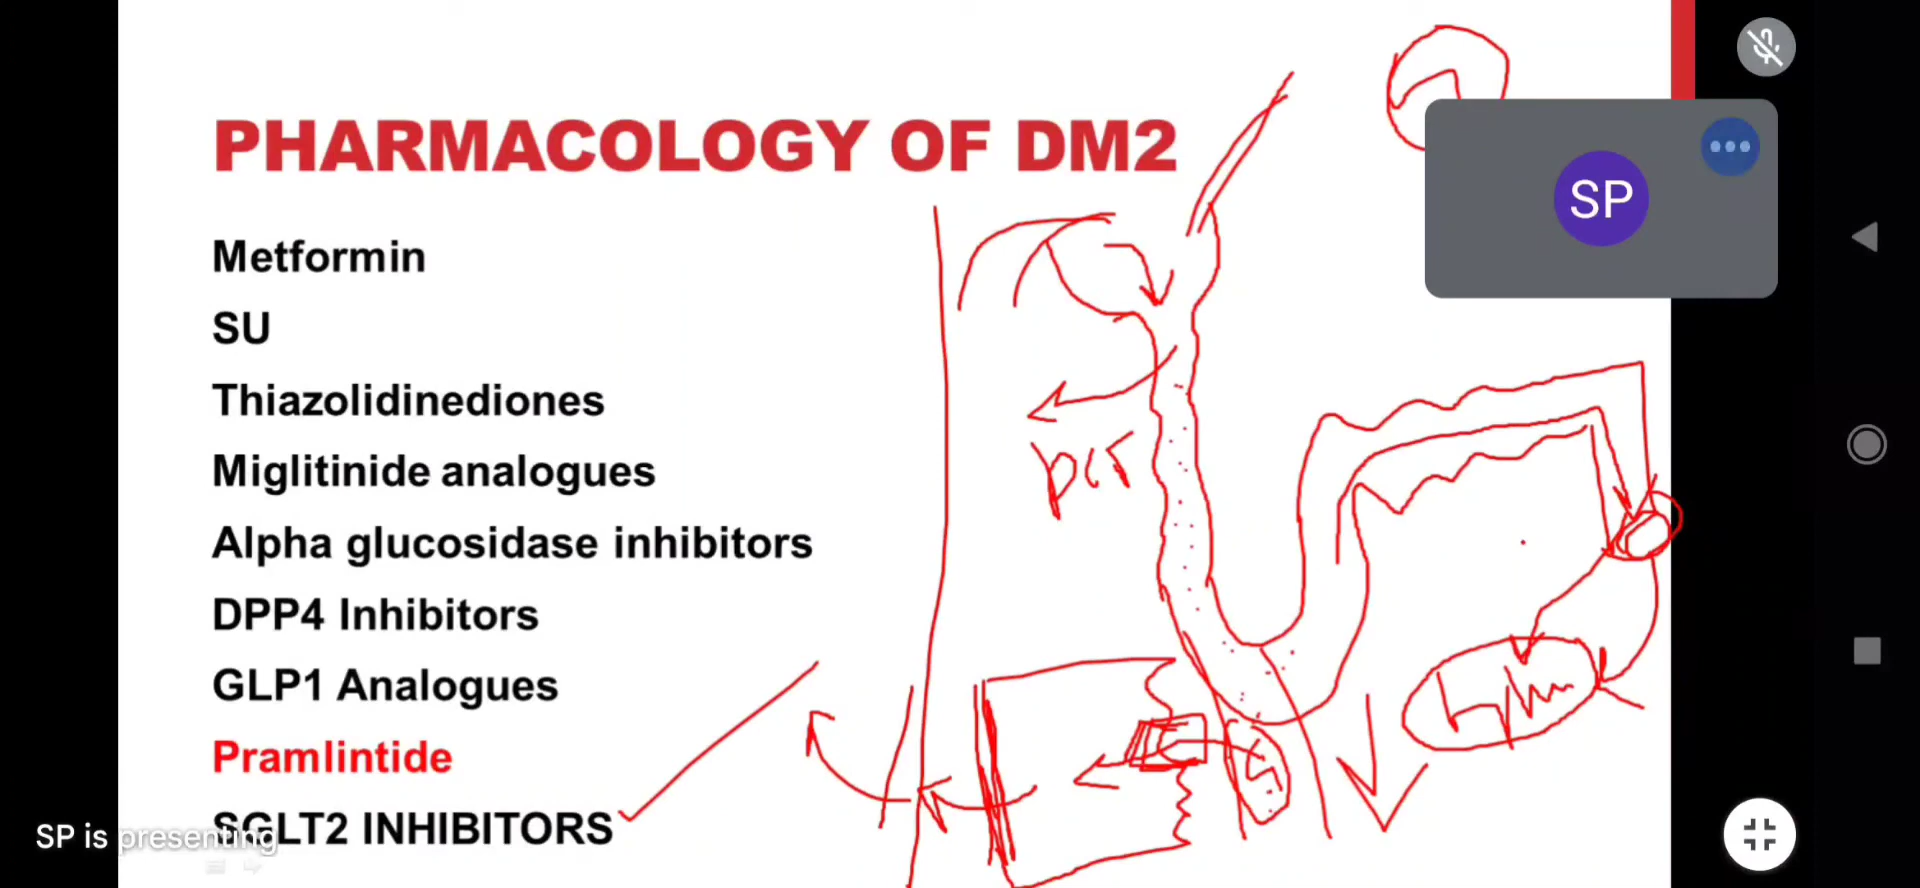 PHARMACOLOGY OF DM2
SP
Metformin
SU
Thiazolidinediones
Miglitinide analogues
Alpha glucosidase inhibitors
DPP4 Inhibitors
GLP1 Analogues
Pramlintide
SGLT2 INHIBITORS
SP is presenting